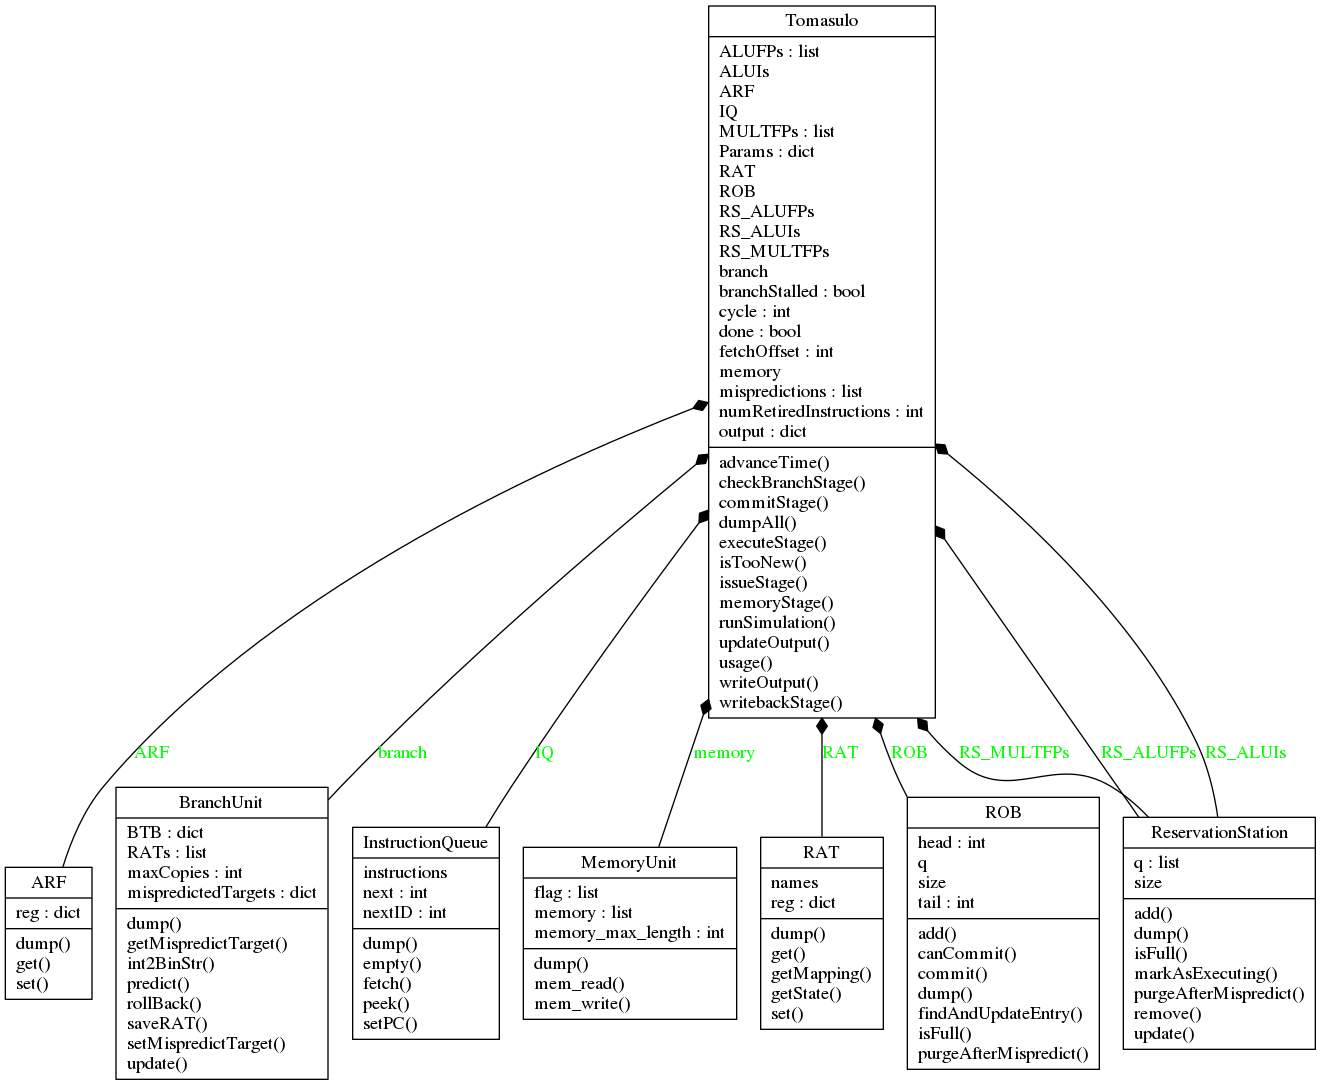 Tomasulo
ALUFPs : list
ALUIs
ARF
IQ
MULTFPs : list
Params : dict
RAT
ROB
RS_ALUFPs
RS_ALUIs
RS_MULTFPs
branch
branchStalled : bool
cycle : int
done : bool
fetchOffset : int
memory
mispredictions : list
numRetiredInstructions : int
output : dict
advanceTime()
checkBranchStage()
commitStage()
dumpAll()
executeStage()
isTooNew()
issueStage()
memoryStage()
runSimulation()
updateOutput()
usage()
writeOutput()
writebackStage()
ARF
branch
IQ
memory
RAT
ROB
RS_MULTFPs
RS_ALUFPs
RS_ALUIs
ARF
reg : dict
dump()
get()
set()
BranchUnit
BTB : dict
RATs : list
maxCopies : int
mispredictedTargets : dict
dump()
getMispredictTarget()
int2BinStr()
predict()
rollBack()
saveRAT()
setMispredictTarget()
update()
InstructionQueue
instructions
next : int
nextID : int
dump()
empty()
fetch()
peek()
setPC()
MemoryUnit
flag : list
memory : list
memory_max_length : int
dump()
mem_read()
mem_write()
RAT
names
reg : dict
dump()
get()
getMapping()
getState()
set()
ROB
head : int
q
size
tail : int
add()
canCommit()
commit()
dump()
findAndUpdateEntry()
isFull()
purgeAfterMispredict()
ReservationStation
q : list
size
add()
dump()
isFull()
markAsExecuting()
purgeAfterMispredict()
remove()
update()